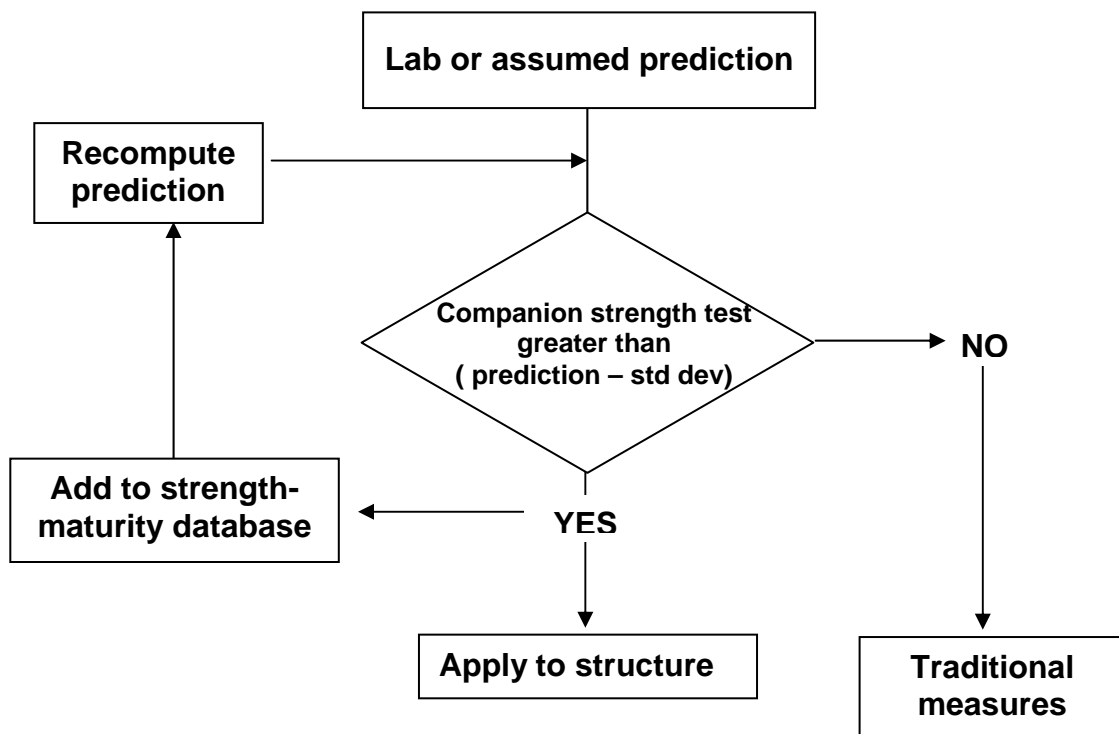 Lab or assumed prediction
Recompute
prediction
Companion strength test
greater than
( prediction – std dev)
NO
Add to strength-
maturity database
YES
Apply to structure
Traditional
measures